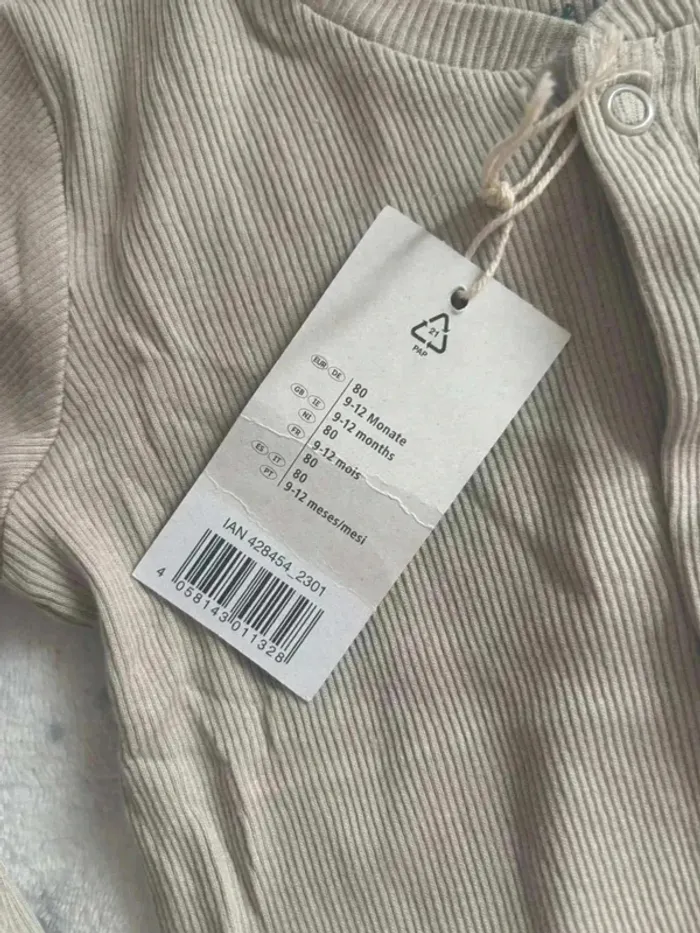 21
PAP
EUR DE 80
9-12 Monate
GB IE 9-12 months
NI 80
FR 9-12 mois
80
ES IT 80
PT 9-12 meses/mesi
IAN 428454_2301
4 058143 011328